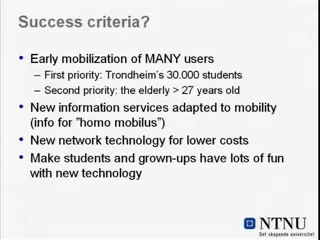 Success criteria?
• Early mobilization of MANY users
– First priority: Trondheim's 30.000 students
– Second priority: the elderly > 27 years old
• New information services adapted to mobility
(info for "homo mobilus")
• New network technology for lower costs
• Make students and grown-ups have lots of fun
with new technology
NTNU
Det skapende universitet